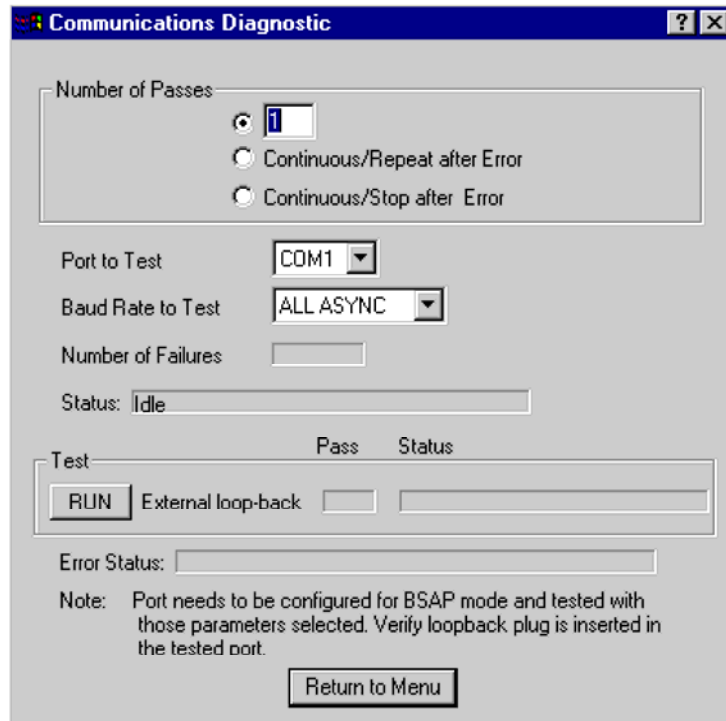 Communications Diagnostic
Number of Passes
1
Continuous/Repeat after Error
Continuous/Stop after Error
Port to Test COM1
Baud Rate to Test ALL ASYNC
Number of Failures
Status: Idle
Pass Status
Test
RUN External loop-back
Error Status:
Note: Port needs to be configured for BSAP mode and tested with
those parameters selected. Verify loopback plug is inserted in
the tested port.
Return to Menu